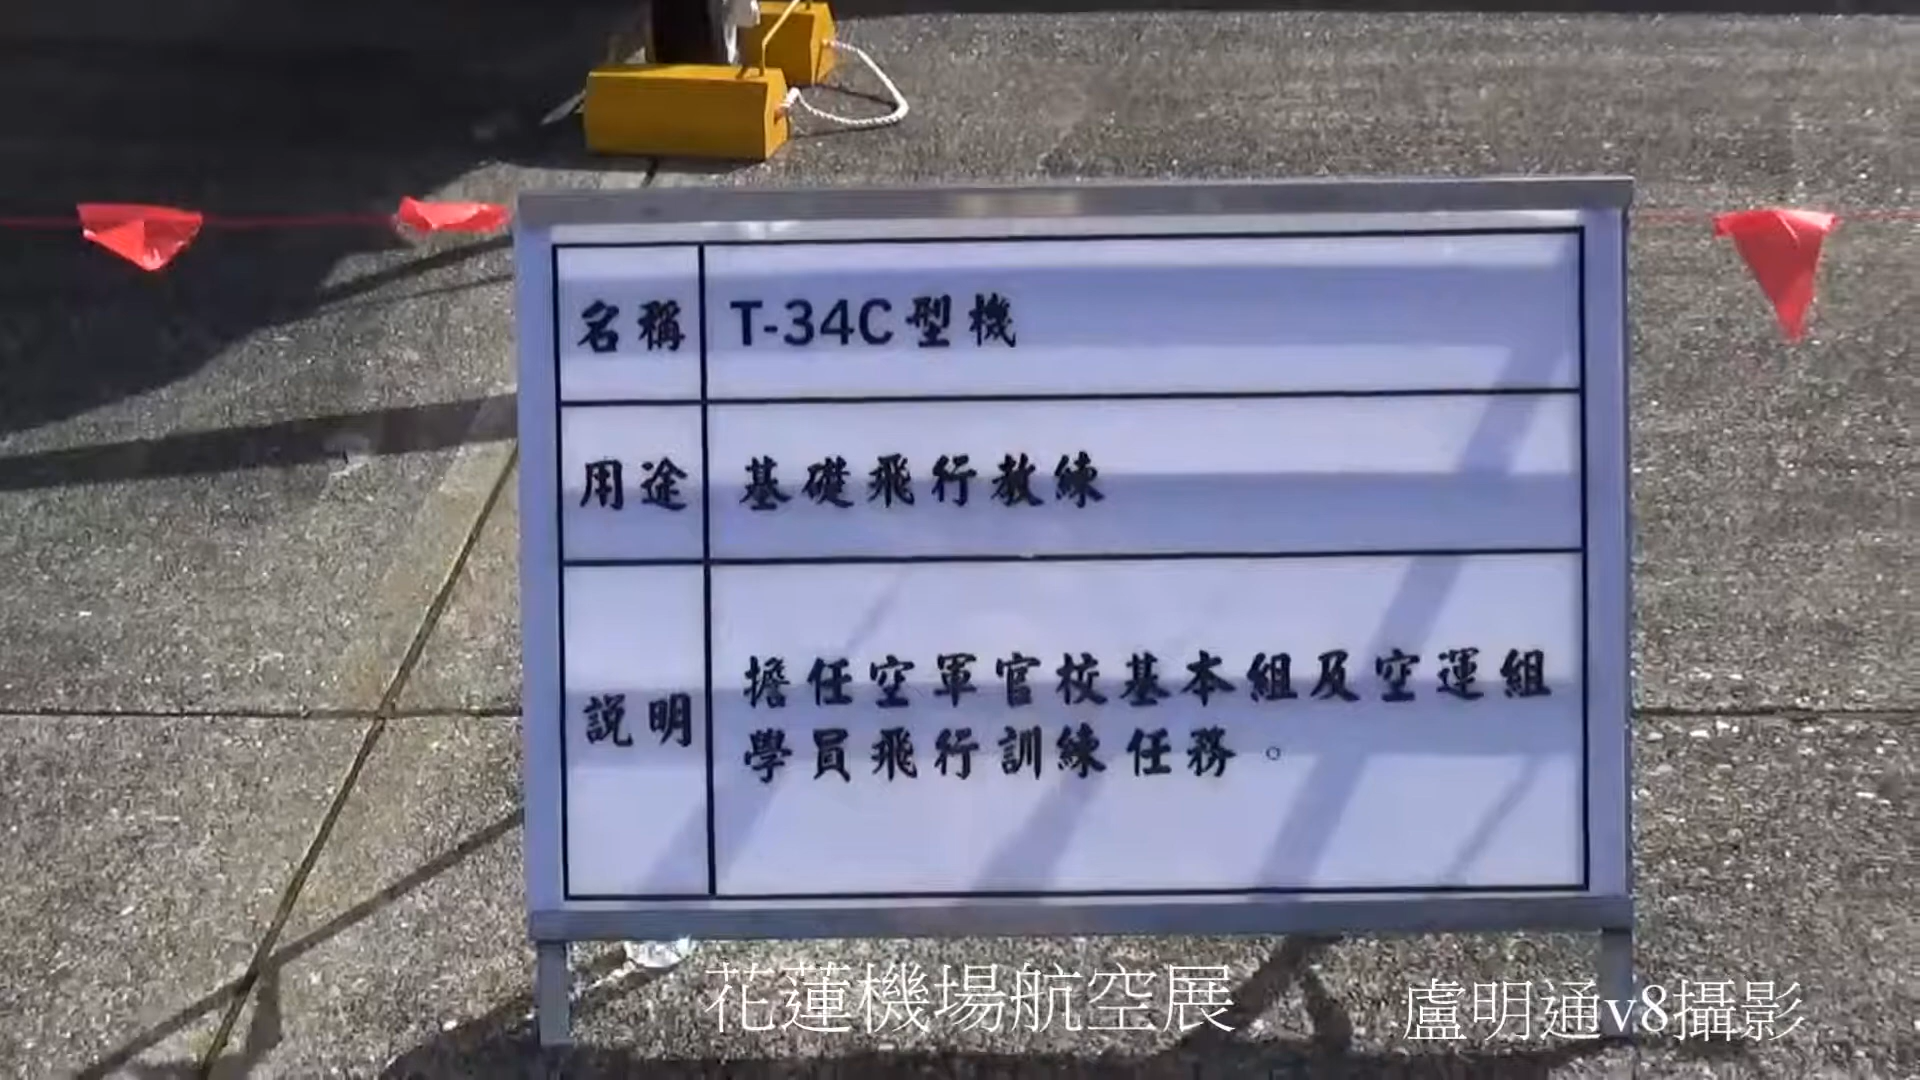 名稱 T-34C型機
用途 基礎飛行教練
說明 擔任空軍官校基本組及空運組
學員飛行訓練任務。
花蓮機場航空展
盧明通v8攝影